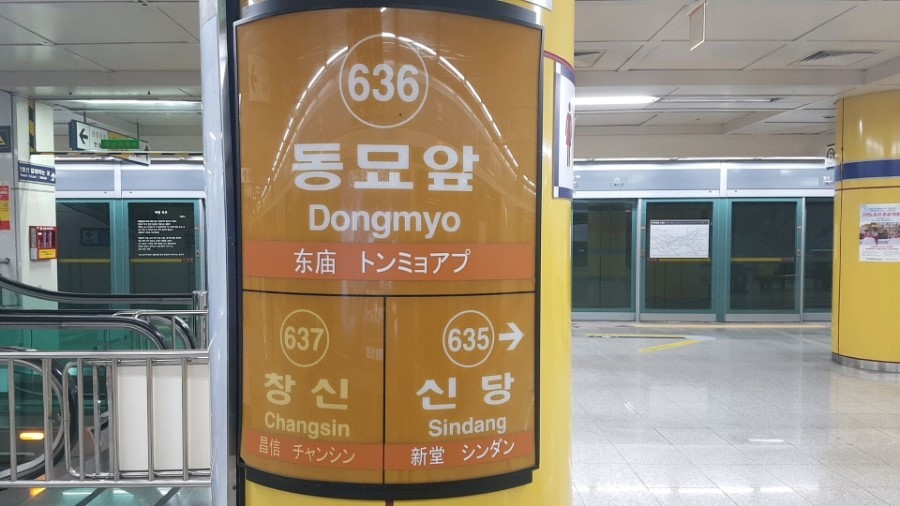 636
동묘앞
Dongmyo
东庙 トンミョアプ
637
창신
Changsin
昌信 チャンシン
635 →
신당
Sindang
新堂 シンダン